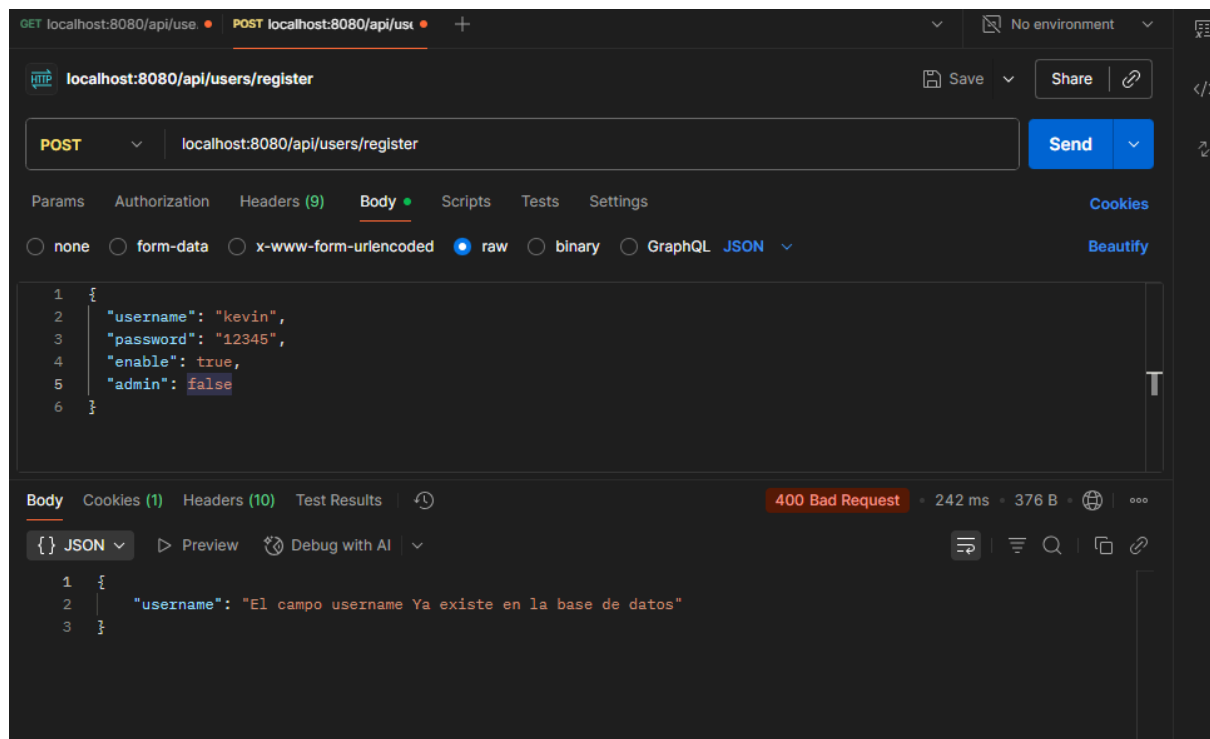 GET localhost:8080/api/use. POST localhost:8080/api/use No environment
HTTP localhost:8080/api/users/register Save Share
POST localhost:8080/api/users/register Send
Params Authorization Headers (9) Body Scripts Tests Settings Cookies
none form-data x-www-form-urlencoded raw binary GraphQL JSON Beautify
1 {
2 "username": "kevin",
3 "password": "12345",
4 "enable": true,
5 "admin": false
6 }
Body Cookies (1) Headers (10) Test Results 400 Bad Request 242 ms 376 B
{} JSON Preview Debug with AI
1 {
2 "username": "El campo username Ya existe en la base de datos"
3 }